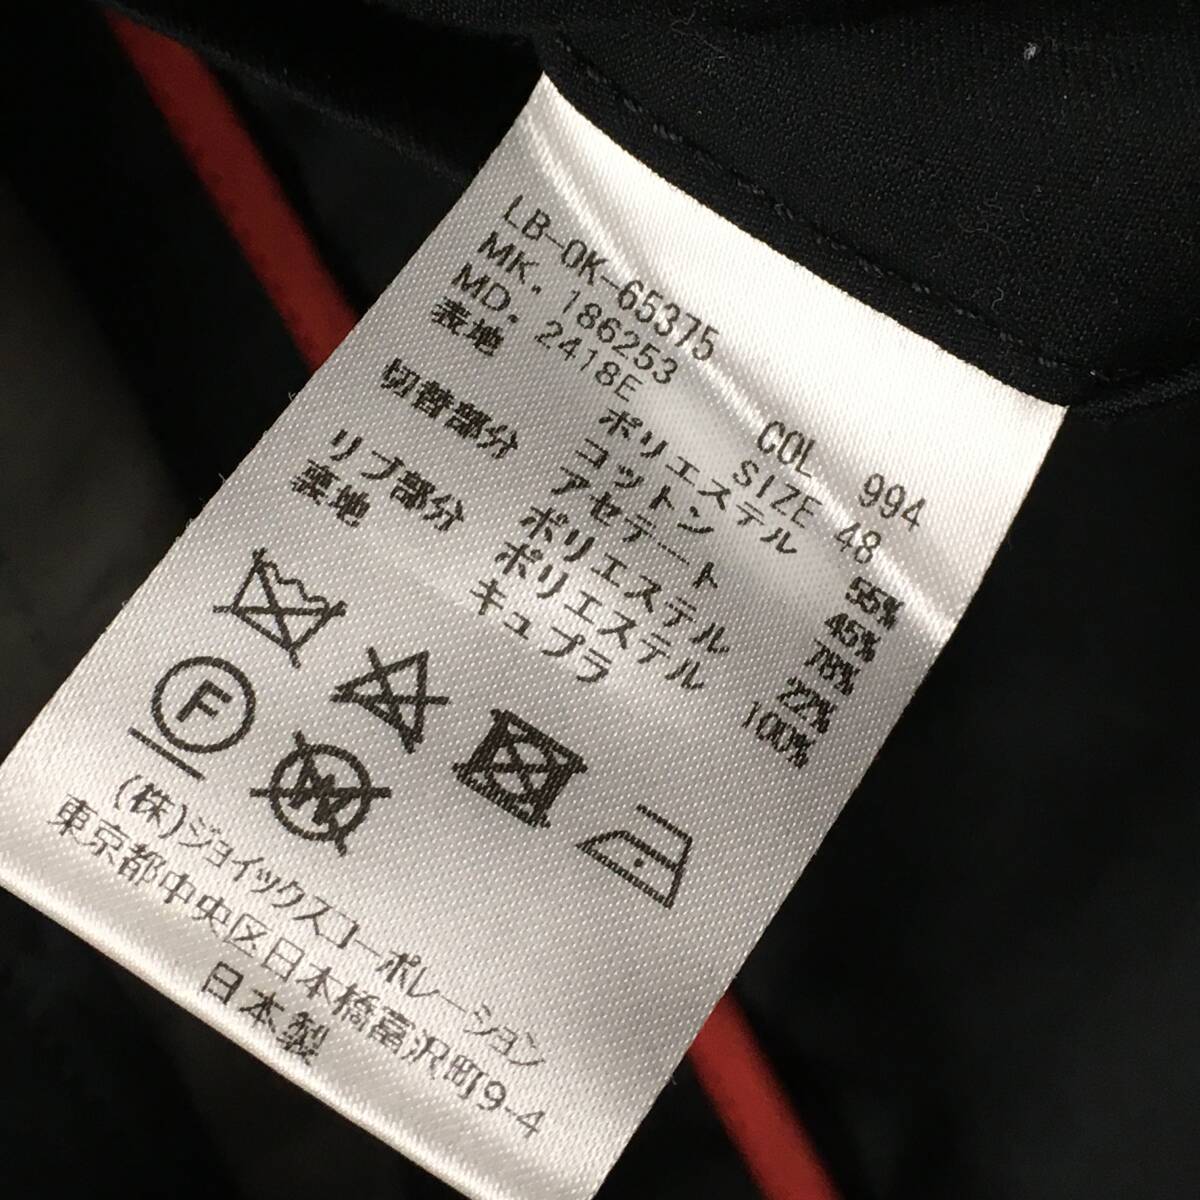 LB-OK-65375 COL 994
MK. 186253 SIZE 48
MD. 2418E
表地 ポリエステル 55%
コットン 45%
切替部分 アセテート 78%
ポリエステル 22%
リブ部分 ポリエステル 100%
裏地 キュプラ
F
W
(株)ジョイックスコーポレーション
東京都中央区日本橋富沢町9-4
日本製